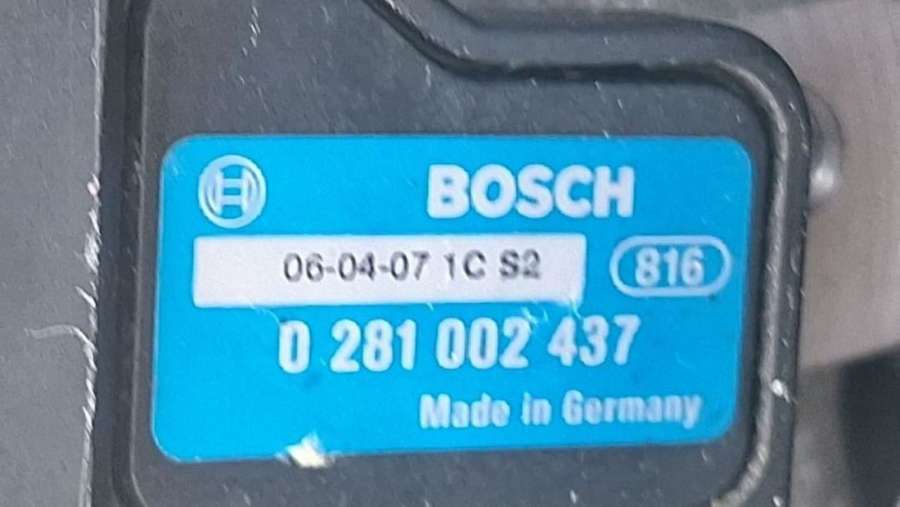 BOSCH
06-04-07 1C S2
816
0 281 002 437
Made in Germany